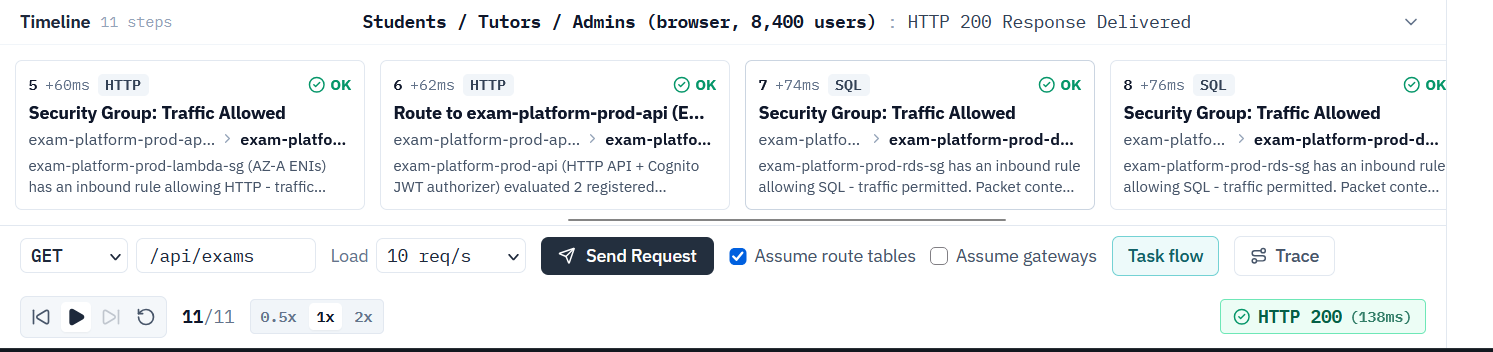 Timeline 11 steps Students / Tutors / Admins (browser, 8,400 users) : HTTP 200 Response Delivered
5 +60ms HTTP OK
Security Group: Traffic Allowed
exam-platform-prod-ap... > exam-platfo...
exam-platform-prod-lambda-sg (AZ-A ENIs)
has an inbound rule allowing HTTP - traffic...
6 +62ms HTTP OK
Route to exam-platform-prod-api (E...
exam-platform-prod-ap... > exam-platfo...
exam-platform-prod-api (HTTP API + Cognito
JWT authorizer) evaluated 2 registered...
7 +74ms SQL OK
Security Group: Traffic Allowed
exam-platfo... > exam-platform-prod-d...
exam-platform-prod-rds-sg has an inbound rule
allowing SQL - traffic permitted. Packet conte...
8 +76ms SQL OK
Security Group: Traffic Allowed
exam-platfo... > exam-platform-prod-d...
exam-platform-prod-rds-sg has an inbound rule
allowing SQL - traffic permitted. Packet conte...
GET /api/exams Load 10 req/s Send Request Assume route tables Assume gateways Task flow Trace
11/11 0.5x 1x 2x HTTP 200 (138ms)